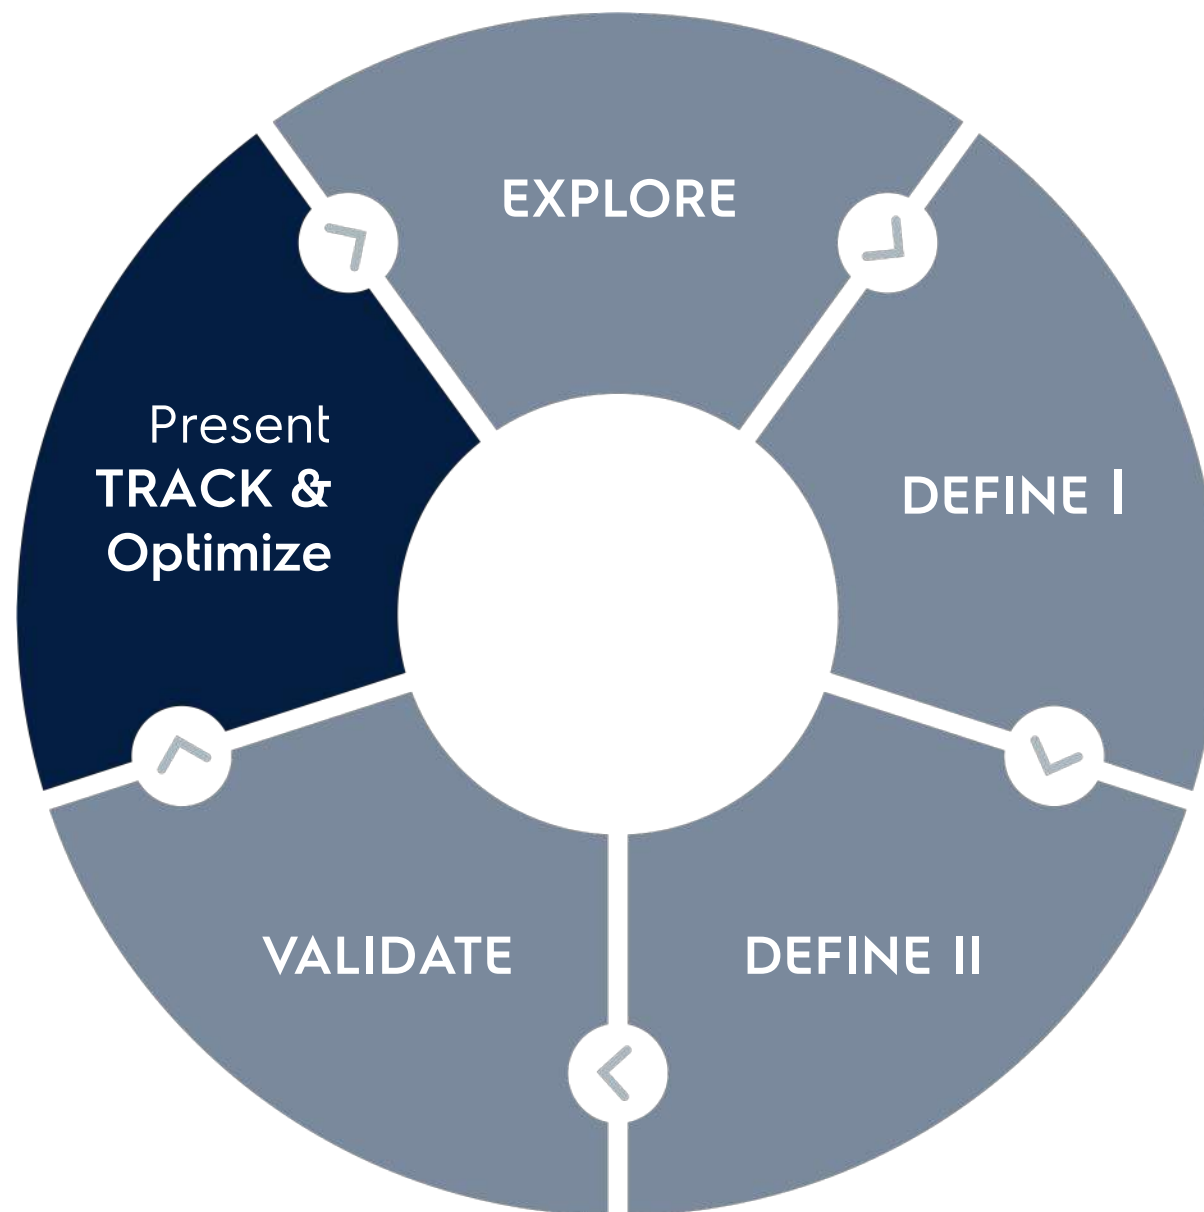 EXPLORE
DEFINE I
DEFINE II
VALIDATE
Present
TRACK &
Optimize